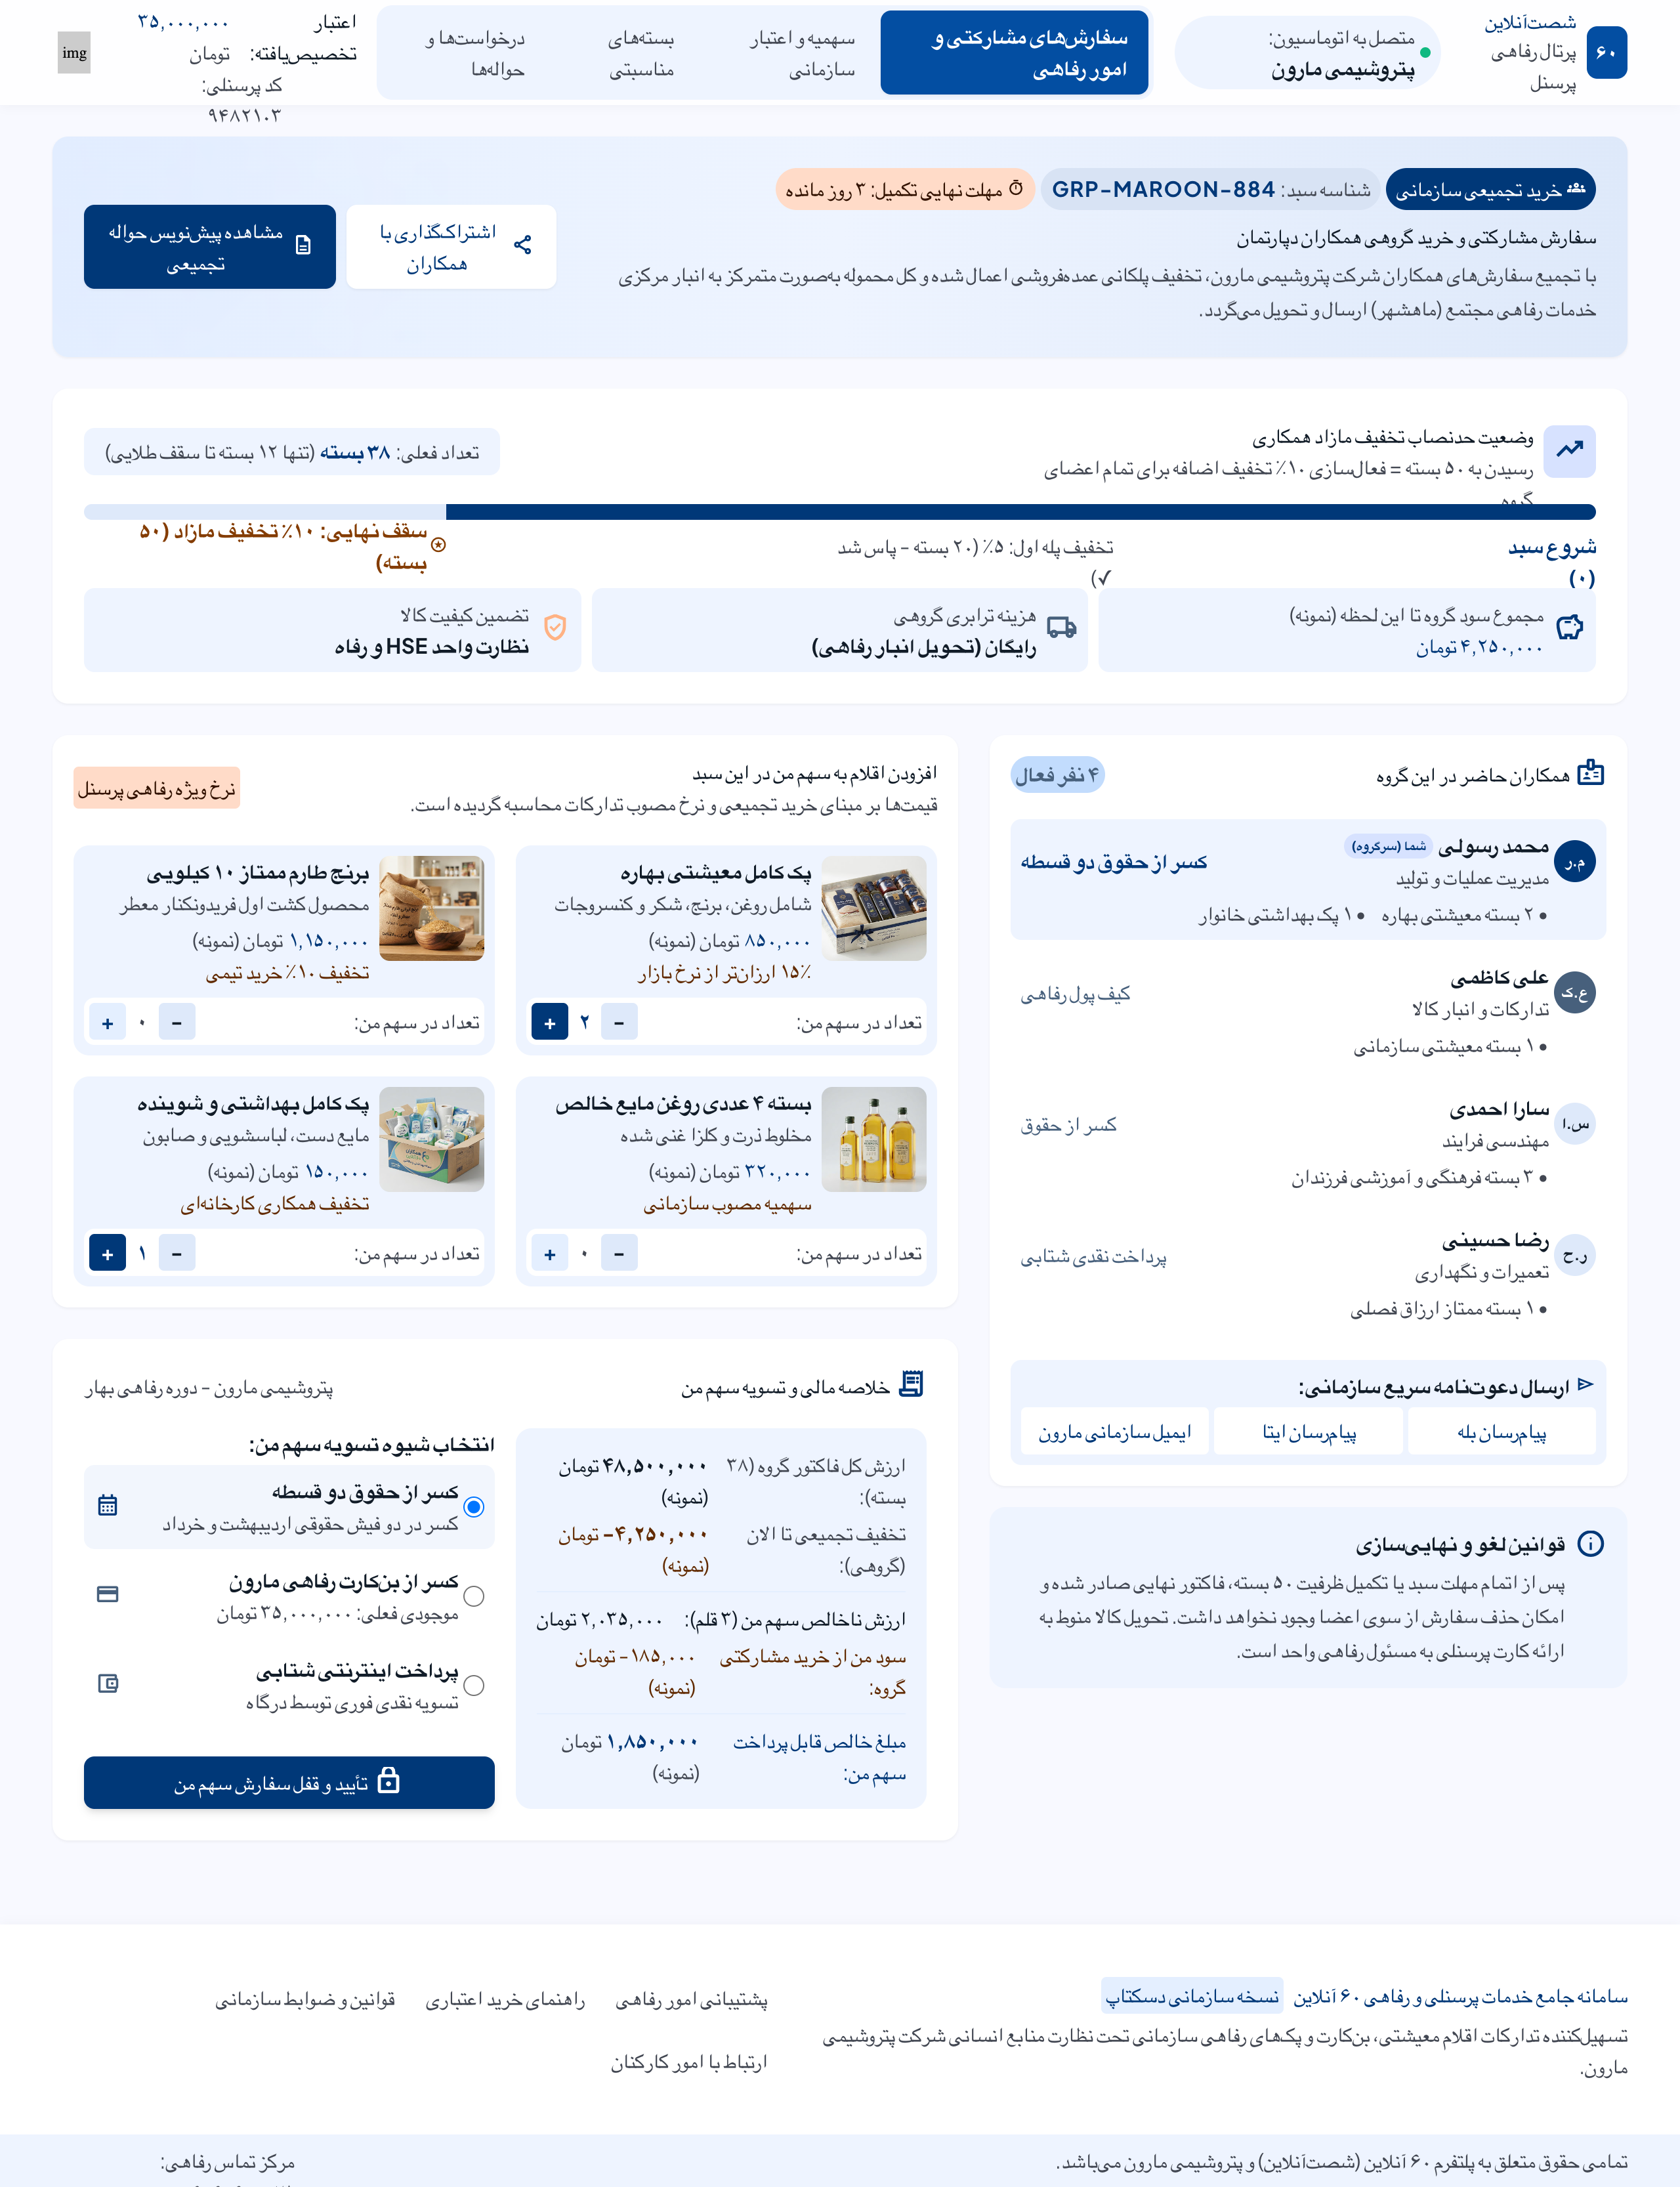 ۶۰
شصت‌آنلاین
پرتال رفاهی
پرسنل
متصل به اتوماسیون:
پتروشیمی مارون
سفارش‌های مشارکتی و
امور رفاهی
سهمیه و اعتبار
سازمانی
بسته‌های
مناسبتی
درخواست‌ها و
حواله‌ها
اعتبار
تخصیص‌یافته:
۳۵,۰۰۰,۰۰۰
تومان
کد پرسنلی:
۹۴۸۲۱۰۳
img
خرید تجمیعی سازمانی
شناسه سبد: GRP-MAROON-884
مهلت نهایی تکمیل: ۳ روز مانده
سفارش مشارکتی و خرید گروهی همکاران دپارتمان
با تجمیع سفارش‌های همکاران شرکت پتروشیمی مارون، تخفیف پلکانی عمده‌فروشی اعمال شده و کل محموله به‌صورت متمرکز به انبار مرکزی
خدمات رفاهی مجتمع (ماهشهر) ارسال و تحویل می‌گردد.
اشتراک‌گذاری با
همکاران
مشاهده پیش‌نویس حواله
تجمیعی
وضعیت حدنصاب تخفیف مازاد همکاری
رسیدن به ۵۰ بسته = فعال‌سازی ۱۰٪ تخفیف اضافه برای تمام اعضای
گروه
تعداد فعلی: ۳۸ بسته (تنها ۱۲ بسته تا سقف طلایی)
شروع سبد
(۰)
تخفیف پله اول: ۵٪ (۲۰ بسته - پاس شد
✓)
سقف نهایی: ۱۰٪ تخفیف مازاد (۵۰
بسته)
مجموع سود گروه تا این لحظه (نمونه)
۴,۲۵۰,۰۰۰ تومان
هزینه ترابری گروهی
رایگان (تحویل انبار رفاهی)
تضمین کیفیت کالا
نظارت واحد HSE و رفاه
همکاران حاضر در این گروه
۴ نفر فعال
م.ر
محمد رسولی
شما (سرگروه)
مدیریت عملیات و تولید
کسر از حقوق دو قسطه
• ۲ بسته معیشتی بهاره
• ۱ پک بهداشتی خانوار
ع.ک
علی کاظمی
تدارکات و انبار کالا
کیف پول رفاهی
• ۱ بسته معیشتی سازمانی
س.ا
سارا احمدی
مهندسی فرایند
کسر از حقوق
• ۳ بسته فرهنگی و آموزشی فرزندان
ر.ح
رضا حسینی
تعمیرات و نگهداری
پرداخت نقدی شتابی
• ۱ بسته ممتاز ارزاق فصلی
ارسال دعوت‌نامه سریع سازمانی:
پیام‌رسان بله
پیام‌رسان ایتا
ایمیل سازمانی مارون
قوانین لغو و نهایی‌سازی
پس از اتمام مهلت سبد یا تکمیل ظرفیت ۵۰ بسته، فاکتور نهایی صادر شده و
امکان حذف سفارش از سوی اعضا وجود نخواهد داشت. تحویل کالا منوط به
ارائه کارت پرسنلی به مسئول رفاهی واحد است.
افزودن اقلام به سهم من در این سبد
قیمت‌ها بر مبنای خرید تجمیعی و نرخ مصوب تدارکات محاسبه گردیده است.
نرخ ویژه رفاهی پرسنل
پک کامل معیشتی بهاره
شامل روغن، برنج، شکر و کنسروجات
۸۵۰,۰۰۰ تومان (نمونه)
۱۵٪ ارزان‌تر از نرخ بازار
تعداد در سهم من:
−
۲
+
برنج طارم ممتاز ۱۰ کیلویی
محصول کشت اول فریدونکنار معطر
۱,۱۵۰,۰۰۰ تومان (نمونه)
تخفیف ۱۰٪ خرید تیمی
تعداد در سهم من:
−
۰
+
بسته ۴ عددی روغن مایع خالص
مخلوط ذرت و کلزا غنی شده
۳۲۰,۰۰۰ تومان (نمونه)
سهمیه مصوب سازمانی
تعداد در سهم من:
−
۰
+
پک کامل بهداشتی و شوینده
مایع دست، لباسشویی و صابون
۱۵۰,۰۰۰ تومان (نمونه)
تخفیف همکاری کارخانه‌ای
تعداد در سهم من:
−
۱
+
خلاصه مالی و تسویه سهم من
پتروشیمی مارون - دوره رفاهی بهار
ارزش کل فاکتور گروه (۳۸
بسته):
۴۸,۵۰۰,۰۰۰ تومان
(نمونه)
تخفیف تجمیعی تا الان
(گروهی):
−۴,۲۵۰,۰۰۰ تومان
(نمونه)
ارزش ناخالص سهم من (۳ قلم):
۲,۰۳۵,۰۰۰ تومان
سود من از خرید مشارکتی
گروه:
−۱۸۵,۰۰۰ تومان
(نمونه)
مبلغ خالص قابل پرداخت
سهم من:
۱,۸۵۰,۰۰۰ تومان
(نمونه)
انتخاب شیوه تسویه سهم من:
کسر از حقوق دو قسطه
کسر در دو فیش حقوقی اردیبهشت و خرداد
کسر از بن‌کارت رفاهی مارون
موجودی فعلی: ۳۵,۰۰۰,۰۰۰ تومان
پرداخت اینترنتی شتابی
تسویه نقدی فوری توسط درگاه
تأیید و قفل سفارش سهم من
سامانه جامع خدمات پرسنلی و رفاهی ۶۰ آنلاین
نسخه سازمانی دسکتاپ
تسهیل‌کننده تدارکات اقلام معیشتی، بن‌کارت و پک‌های رفاهی سازمانی تحت نظارت منابع انسانی شرکت پتروشیمی
مارون.
پشتیبانی امور رفاهی
راهنمای خرید اعتباری
قوانین و ضوابط سازمانی
ارتباط با امور کارکنان
تمامی حقوق متعلق به پلتفرم ۶۰ آنلاین (شصت‌آنلاین) و پتروشیمی مارون می‌باشد.
مرکز تماس رفاهی: